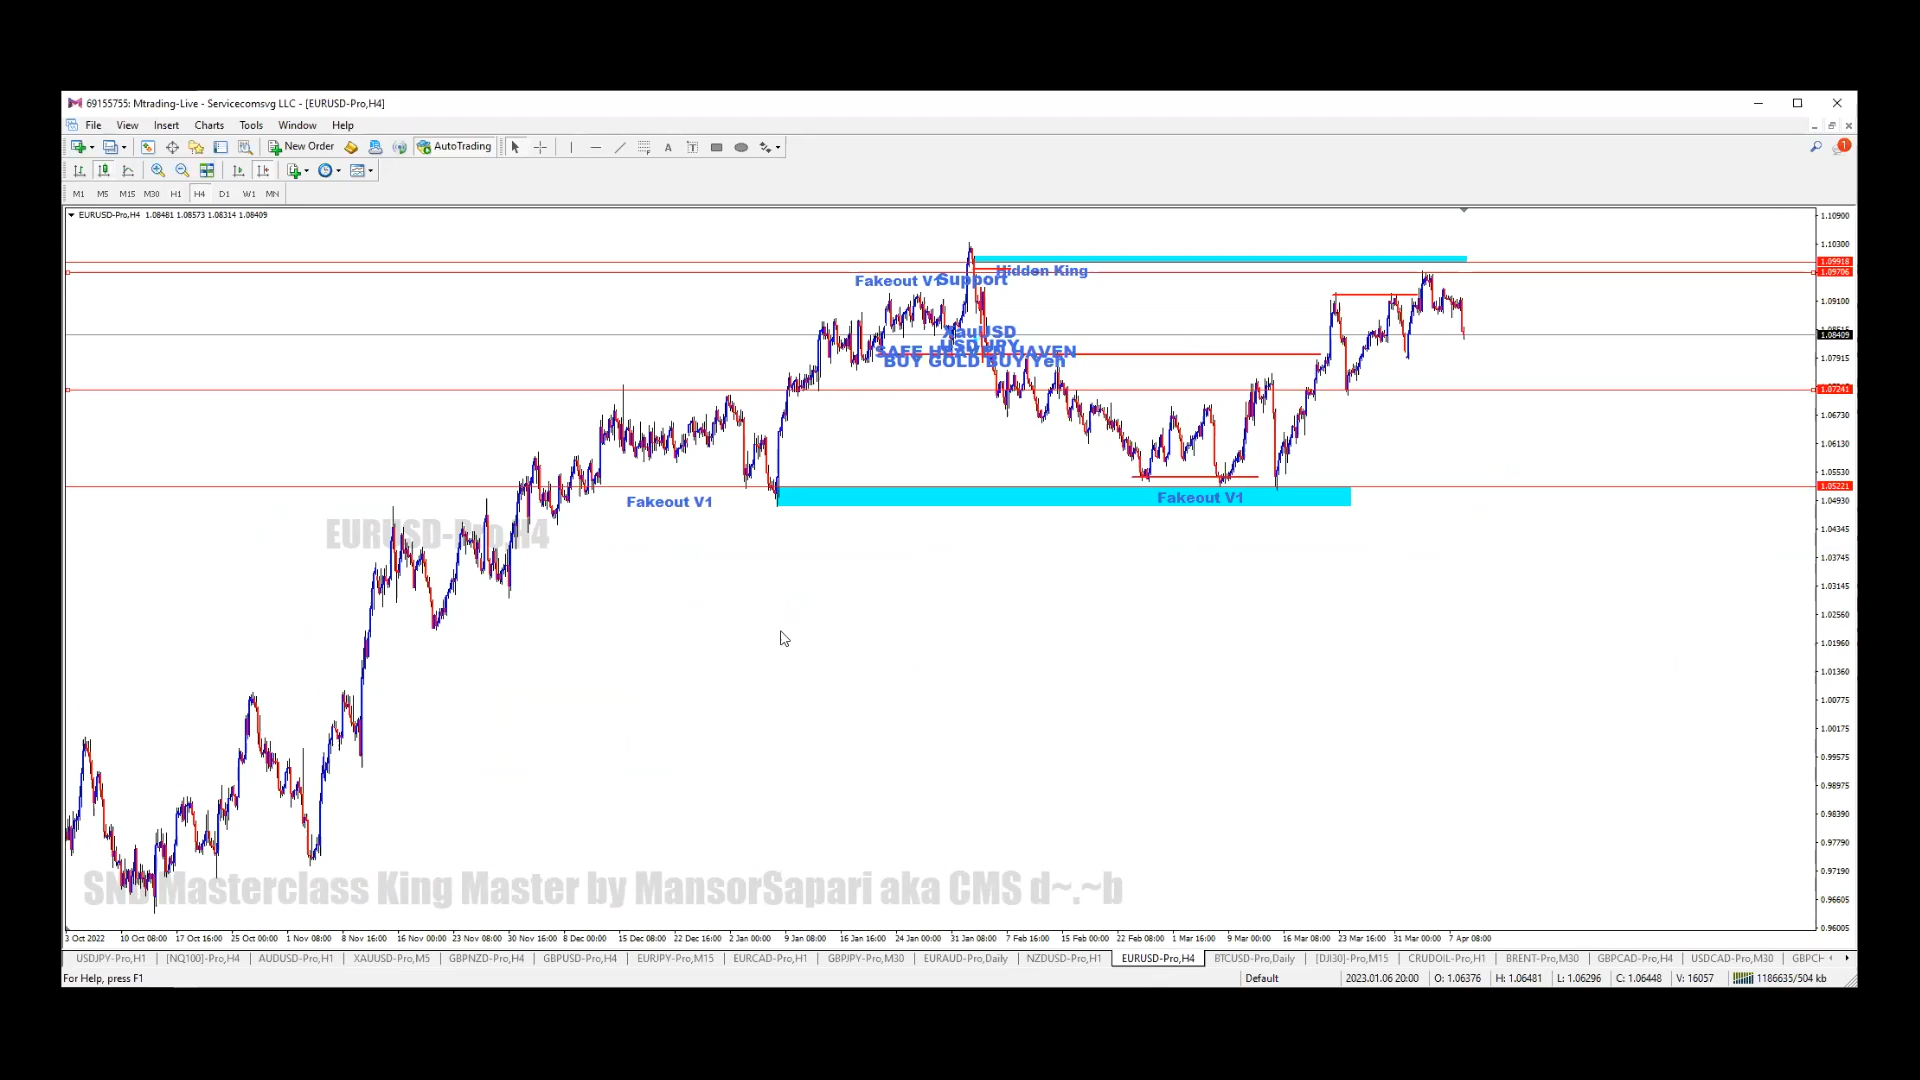 69155755: Mtrading-Live - Servicecomsvg LLC - [EURUSD-Pro,H4]
File View Insert Charts Tools Window Help
New Order AutoTrading A T 1
M1 M5 M15 M30 H1 H4 D1 W1 MN
EURUSD-Pro,H4 1.08481 1.08573 1.08314 1.08409
1.10900
1.10300
1.09918
1.09706
1.09100
1.08409
1.07915
1.07241
1.06730
1.06130
1.05530
1.05221
1.04930
1.04345
1.03745
1.03145
1.02560
1.01960
1.01360
1.00775
1.00175
0.99575
0.98975
0.98390
0.97790
0.97190
0.96605
0.96005
Hidden King
Fakeout V1
Support
XauUSD
USDJPY
BUY GOLD BUY Yen
Fakeout V1
Fakeout V1
EURUSD-Pro,H4
SND Masterclass King Master by MansorSapari aka CMS d~.~b
3 Oct 2022 10 Oct 08:00 17 Oct 16:00 25 Oct 00:00 1 Nov 08:00 8 Nov 16:00 16 Nov 00:00 23 Nov 08:00 30 Nov 16:00 8 Dec 00:00 15 Dec 08:00 22 Dec 16:00 2 Jan 00:00 9 Jan 08:00 16 Jan 16:00 24 Jan 00:00 31 Jan 08:00 7 Feb 16:00 15 Feb 00:00 22 Feb 08:00 1 Mar 16:00 9 Mar 00:00 16 Mar 08:00 23 Mar 16:00 31 Mar 00:00 7 Apr 08:00
USDJPY-Pro,H1 [NQ100]-Pro,H4 AUDUSD-Pro,H1 XAUUSD-Pro,M5 GBPNZD-Pro,H4 GBPUSD-Pro,H4 EURJPY-Pro,M15 EURCAD-Pro,H1 GBPJPY-Pro,M30 EURAUD-Pro,Daily NZDUSD-Pro,H1 EURUSD-Pro,H4 BTCUSD-Pro,Daily [DJI30]-Pro,M15 CRUDOIL-Pro,H1 BRENT-Pro,M30 GBPCAD-Pro,H4 USDCAD-Pro,M30 GBPCH
For Help, press F1 Default 2023.01.06 20:00 O: 1.06376 H: 1.06481 L: 1.06296 C: 1.06448 V: 16057 1186635/504 kb